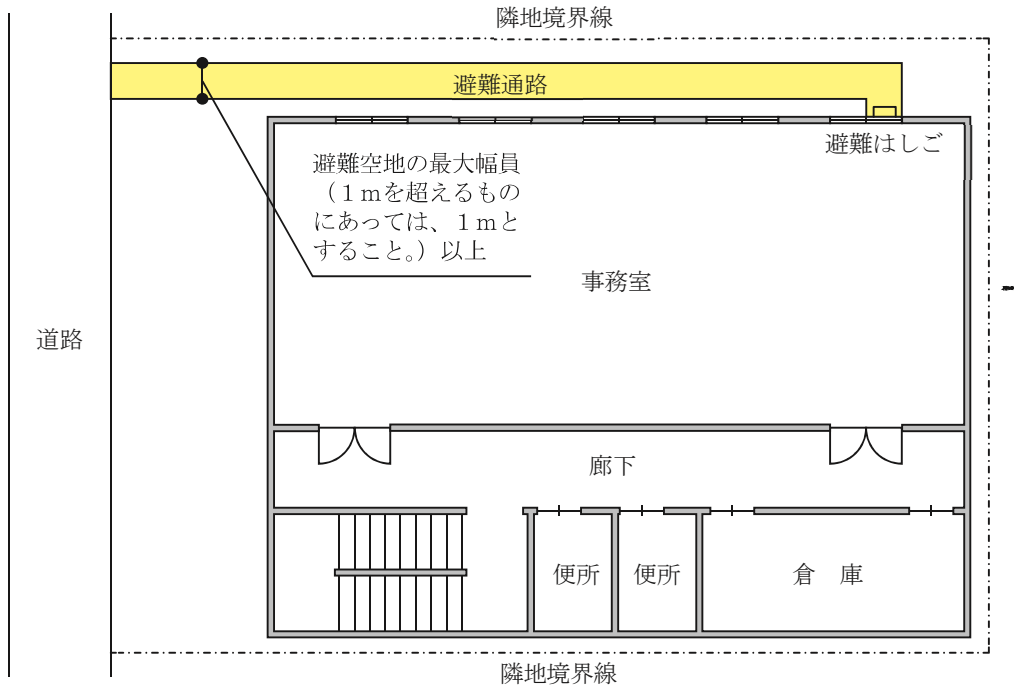 隣地境界線
避難通路
避難はしご
避難空地の最大幅員
（１ｍを超えるもの
にあっては、１ｍと
すること。）以上
事務室
道路
廊下
便所
便所
倉　庫
隣地境界線